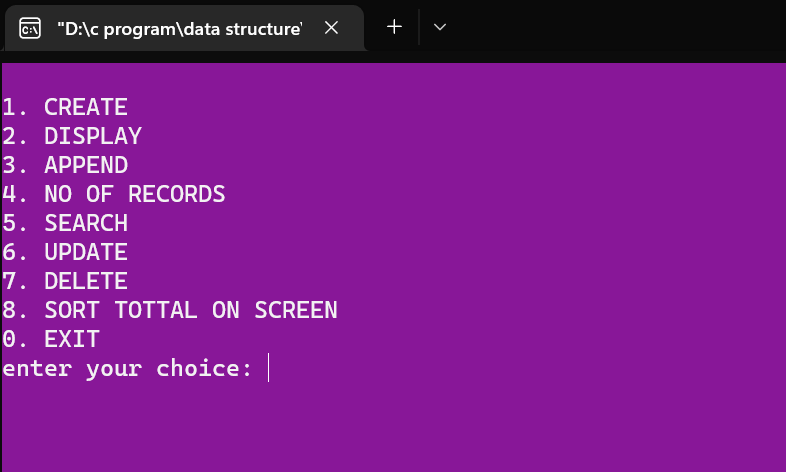 C:\
"D:\c program\data structure\
1. CREATE
2. DISPLAY
3. APPEND
4. NO OF RECORDS
5. SEARCH
6. UPDATE
7. DELETE
8. SORT TOTTAL ON SCREEN
0. EXIT
enter your choice: